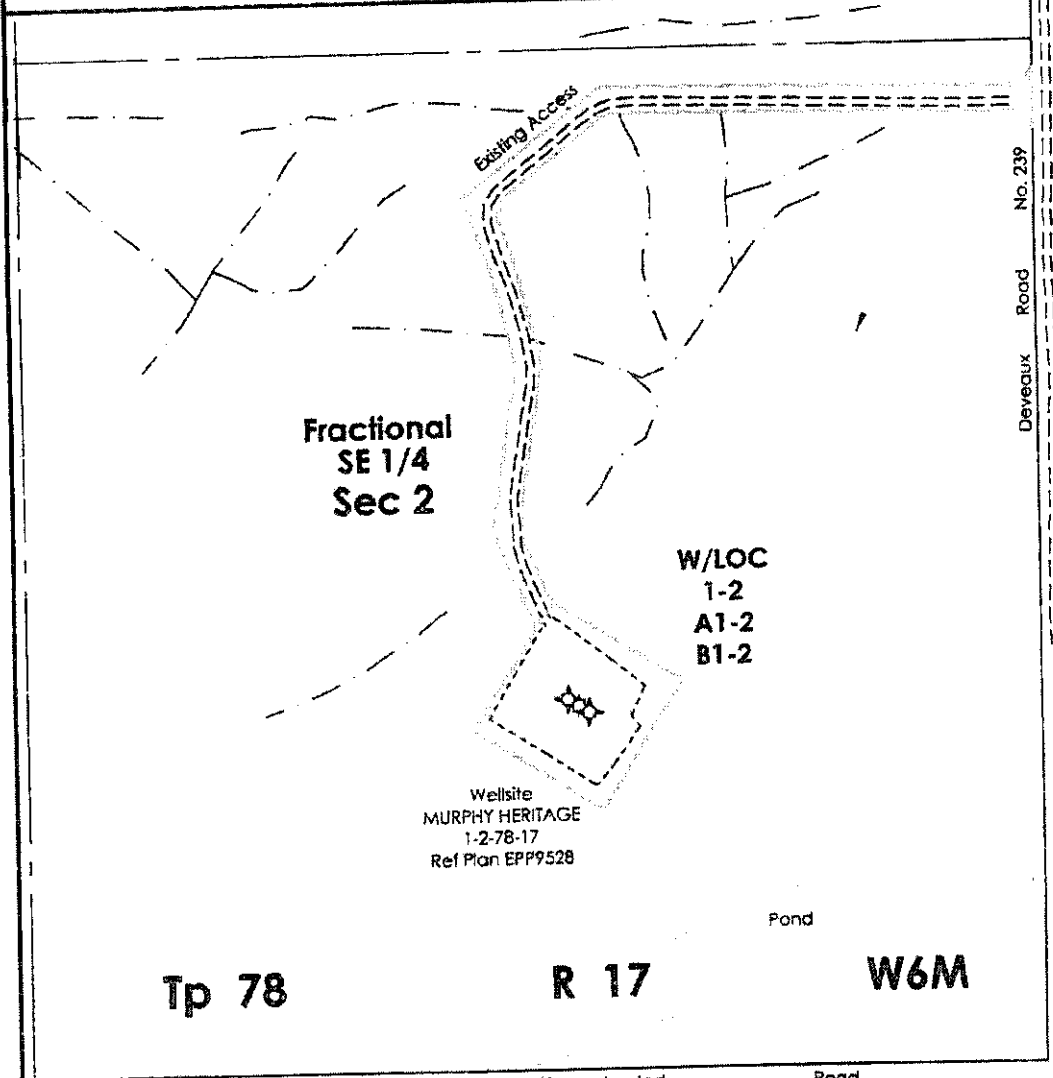 Existing Access
Deveaux Road No. 239
Fractional
SE 1/4
Sec 2
W/LOC
1-2
A1-2
B1-2
Wellsite
MURPHY HERITAGE
1-2-78-17
Ref Plan EPP9528
Pond
Tp 78 R 17 W6M
Road